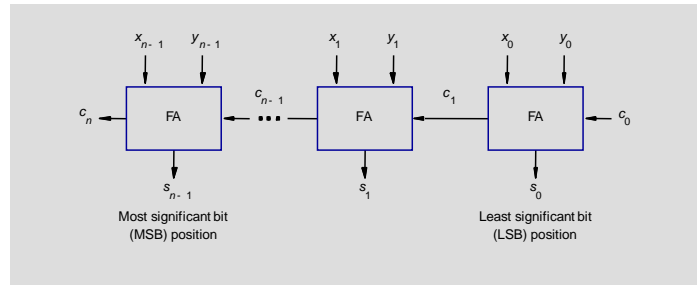 x_{n-1} y_{n-1} x_1 y_1 x_0 y_0
c_n FA c_{n-1} ... FA c_1 FA c_0
s_{n-1} s_1 s_0
Most significant bit Least significant bit
(MSB) position (LSB) position